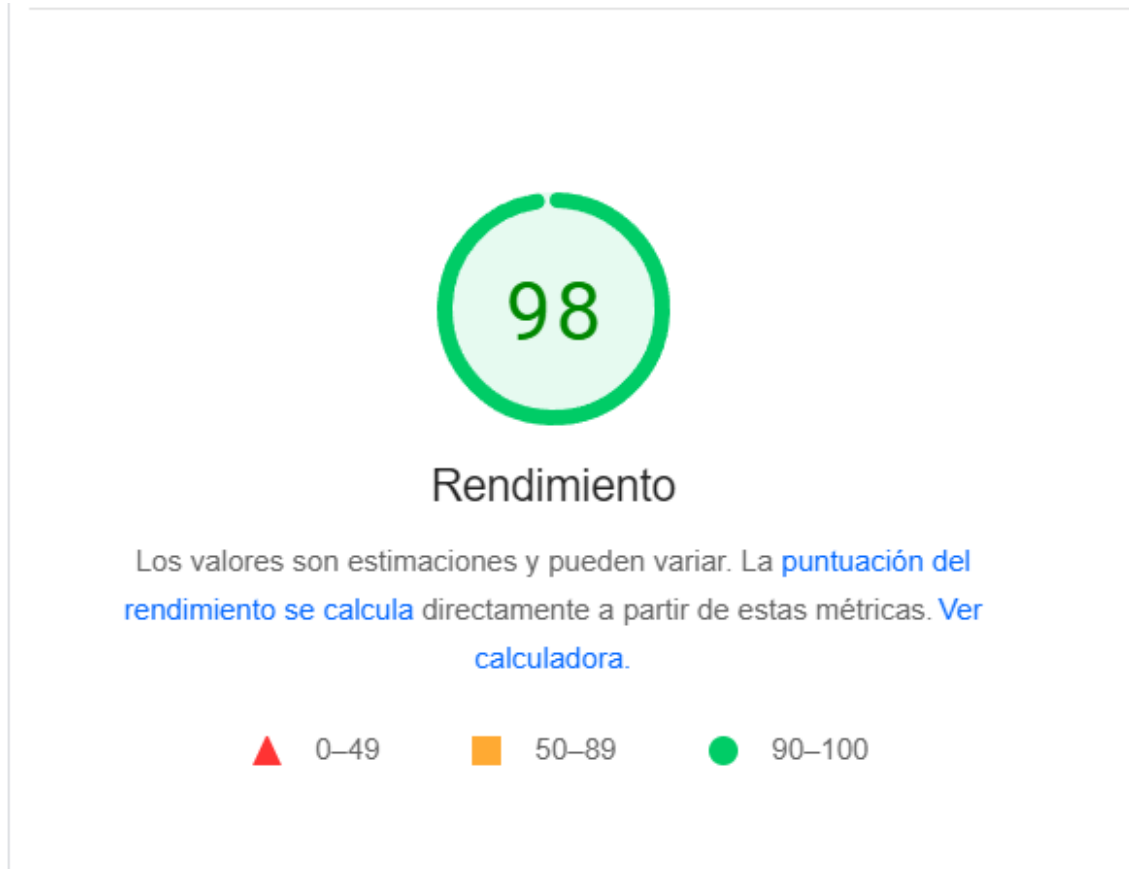 98
Rendimiento
Los valores son estimaciones y pueden variar. La puntuación del
rendimiento se calcula directamente a partir de estas métricas. Ver
calculadora.
0–49 50–89 90–100